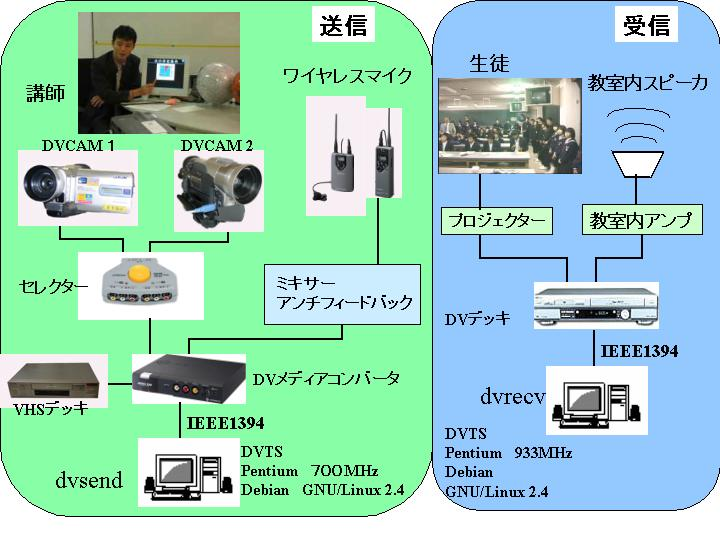 送信
講師
ワイヤレスマイク
DVCAM 1
DVCAM 2
セレクター
ミキサー
アンチフィードバック
DVメディアコンバータ
VHSデッキ
IEEE1394
dvsend
DVTS
Pentium 700MHz
Debian GNU/Linux 2.4
受信
生徒
教室内スピーカ
プロジェクター
教室内アンプ
DVデッキ
IEEE1394
dvrecv
DVTS
Pentium 933MHz
Debian
GNU/Linux 2.4